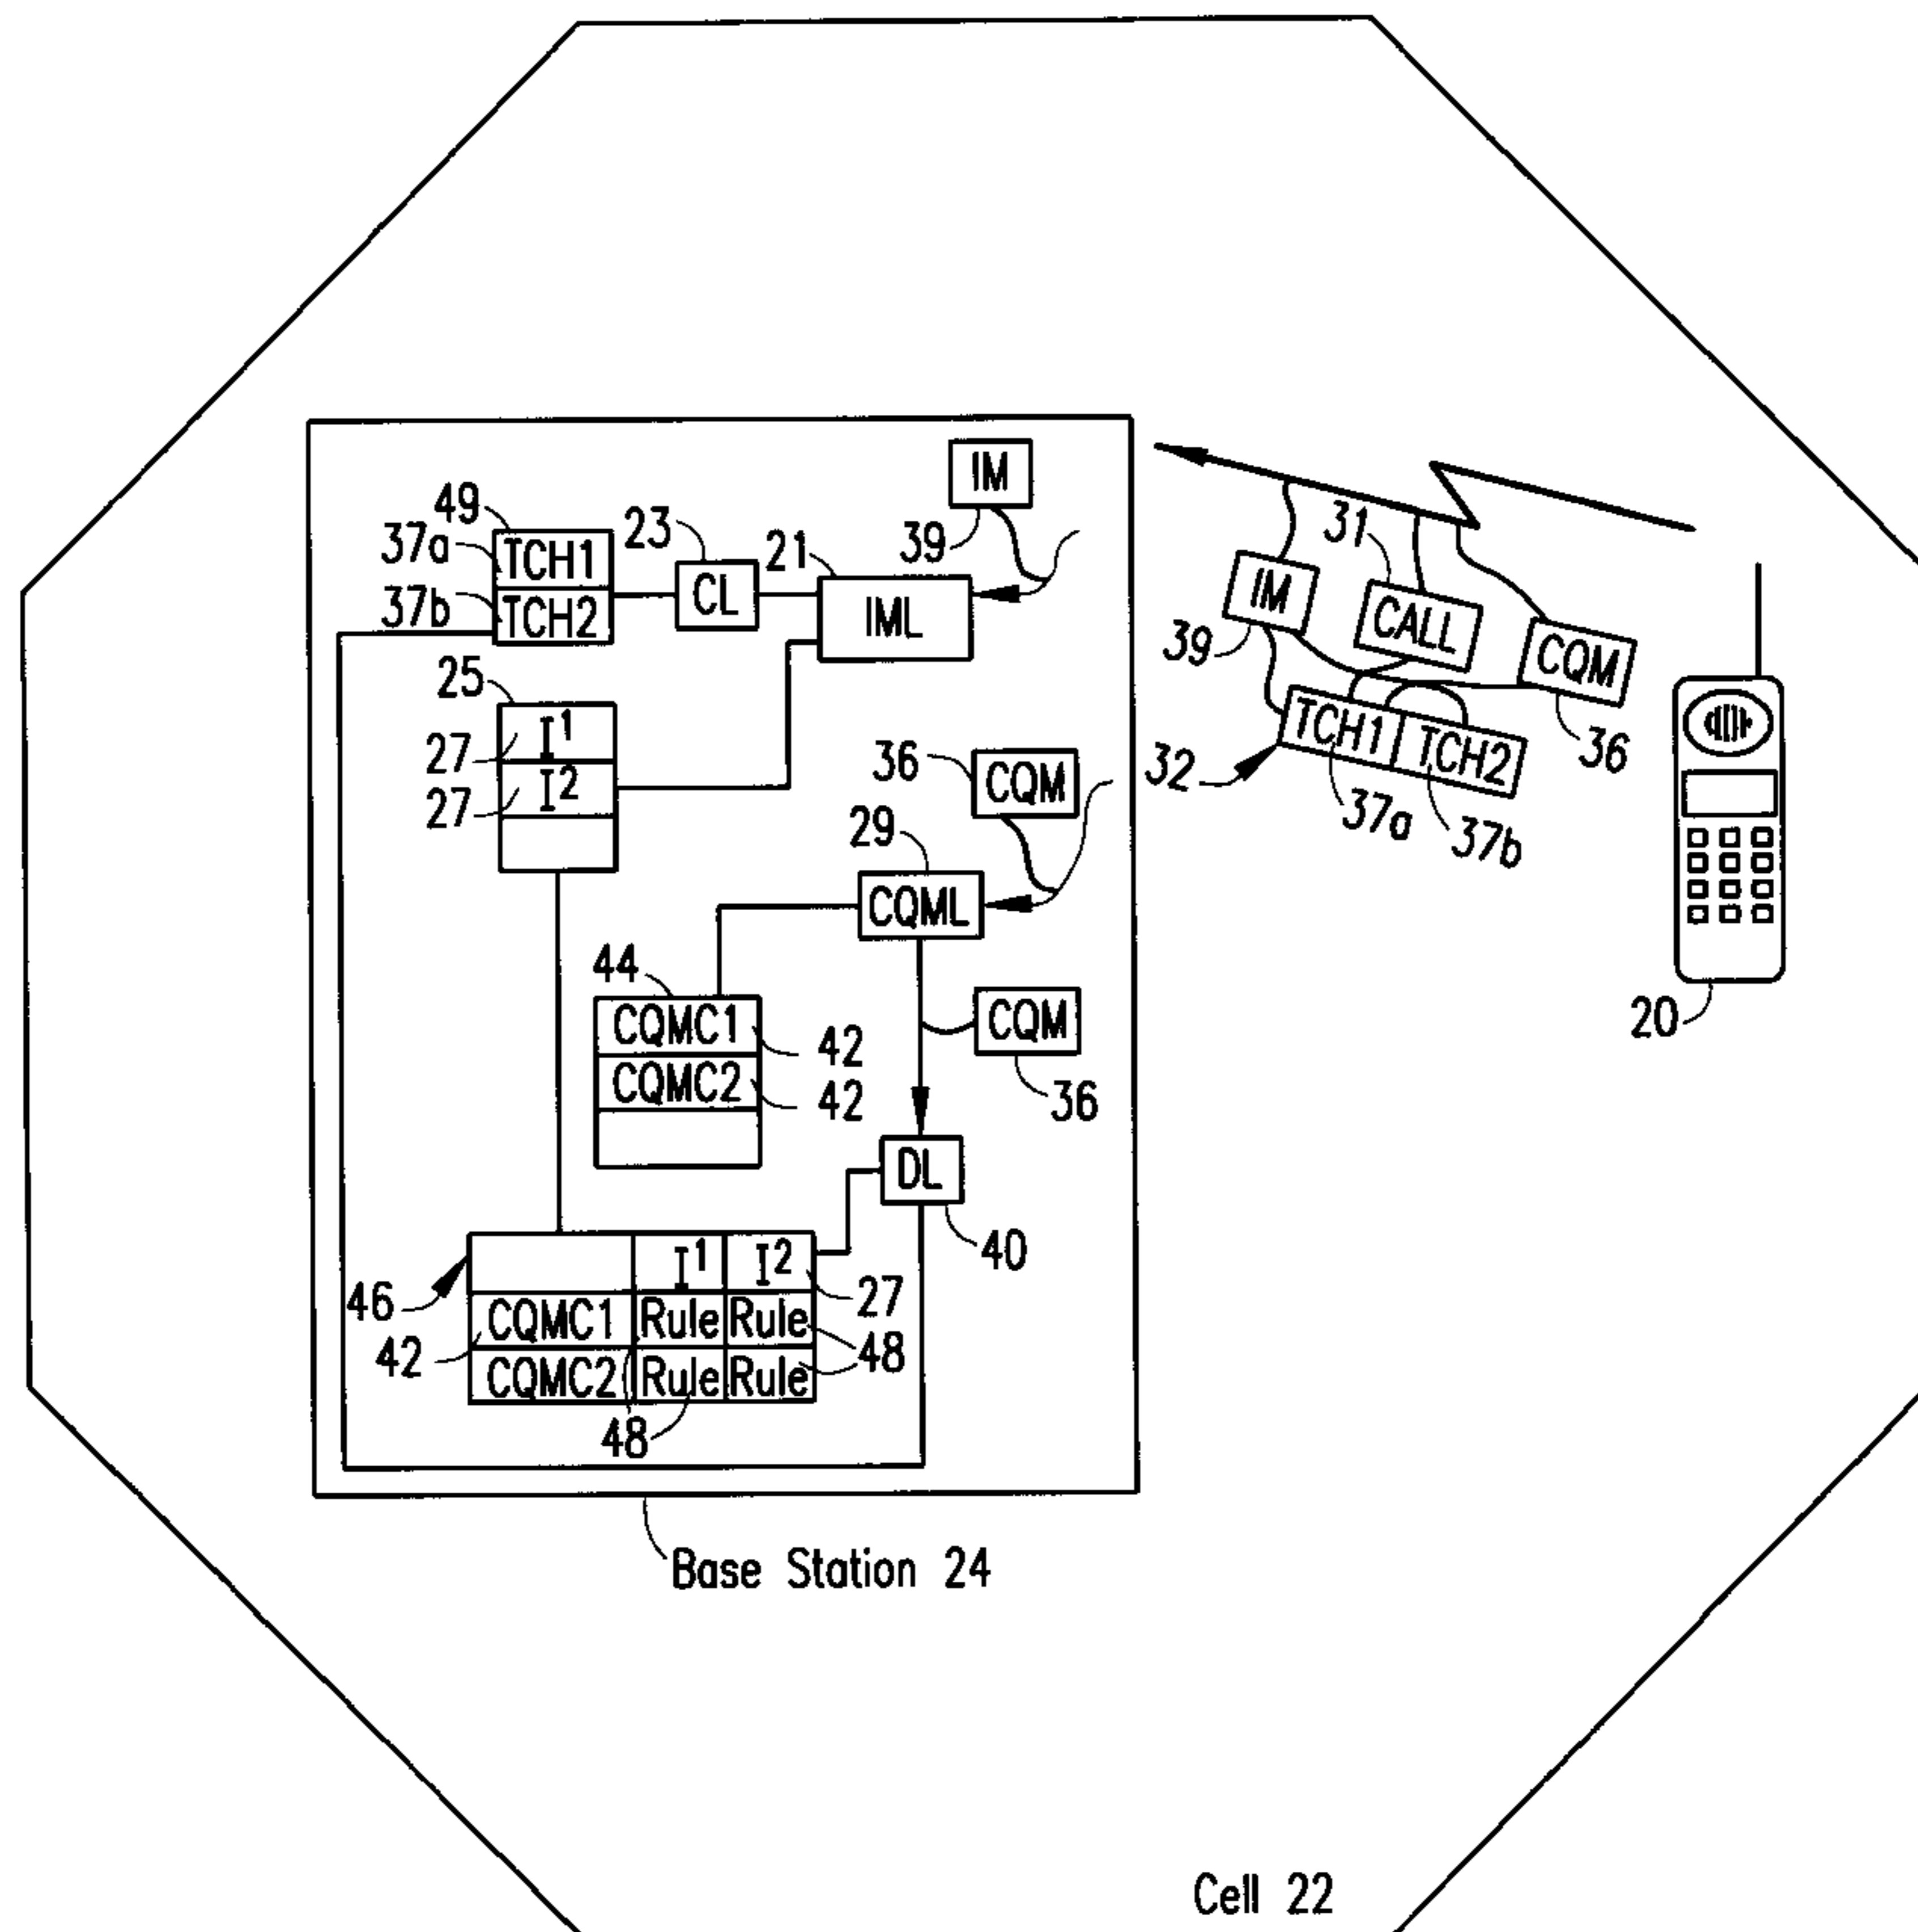 IM
49
37a
TCH1
23
21
39
37b
TCH2
CL
IML
25
I1
27
I2
27
36
CQM
29
CQML
44
CQMC1
42
CQMC2
42
CQM
36
DL
40
I1 I2
46
27
CQMC1 Rule Rule
42
48
CQMC2 Rule Rule
48
Base Station 24
31
IM
CALL
39
CQM
36
32
TCH1 TCH2
37a
37b
20
Cell 22